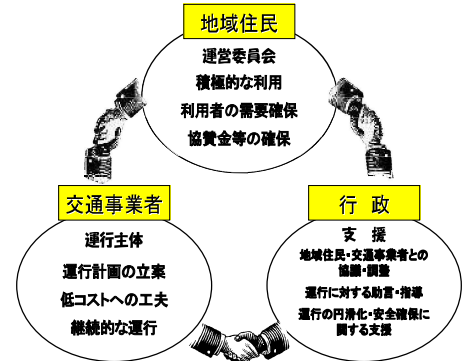 地域住民
運営委員会
積極的な利用
利用者の需要確保
協賛金等の確保
交通事業者
運行主体
運行計画の立案
低コストへの工夫
継続的な運行
行 政
支 援
地域住民・交通事業者との
協議・調整
運行に対する助言・指導
運行の円滑化・安全確保に
関する支援